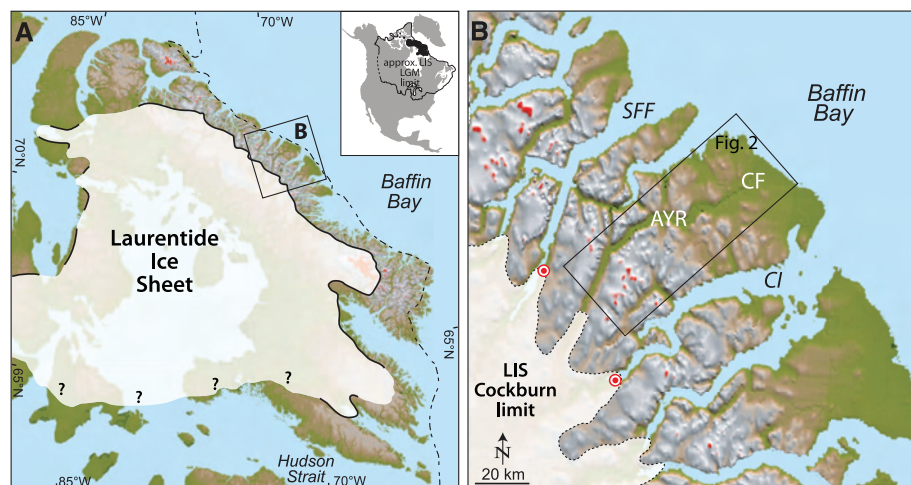 A
85°W
70°W
approx. LIS
LGM
limit
B
70°N
Baffin
Bay
Laurentide
Ice
Sheet
65°N
65°N
?
?
?
?
Hudson
Strait
85°W
70°W
B
SFF
Baffin
Bay
Fig. 2
CF
AYR
CI
LIS
Cockburn
limit
N
20 km